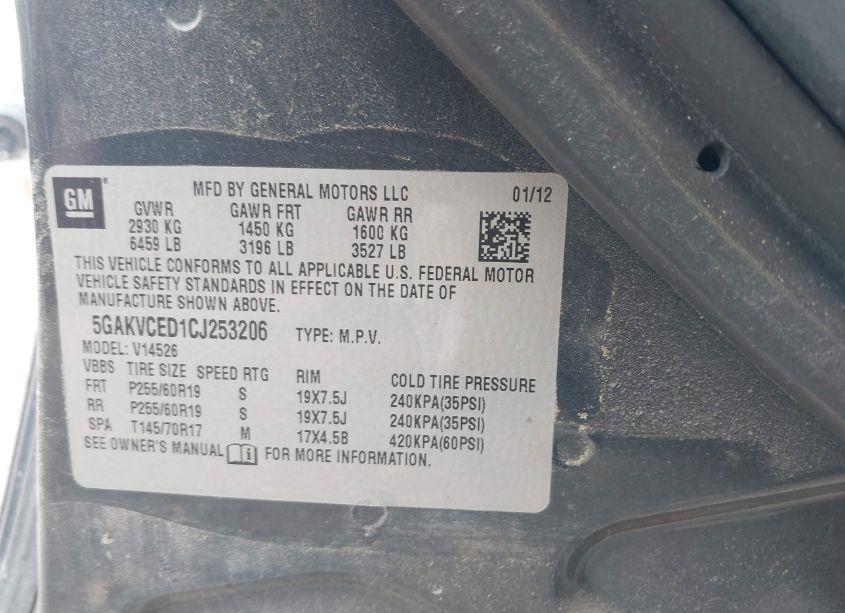 GM ®
MFD BY GENERAL MOTORS LLC 01/12
GVWR GAWR FRT GAWR RR
2930 KG 1450 KG 1600 KG
6459 LB 3196 LB 3527 LB
THIS VEHICLE CONFORMS TO ALL APPLICABLE U.S. FEDERAL MOTOR
VEHICLE SAFETY STANDARDS IN EFFECT ON THE DATE OF
MANUFACTURE SHOWN ABOVE.
5GAKVCED1CJ253206 TYPE: M.P.V.
MODEL: V14526
VBBS TIRE SIZE SPEED RTG RIM COLD TIRE PRESSURE
FRT P255/60R19 S 19X7.5J 240KPA(35PSI)
RR P255/60R19 S 19X7.5J 240KPA(35PSI)
SPA T145/70R17 M 17X4.5B 420KPA(60PSI)
SEE OWNER'S MANUAL i FOR MORE INFORMATION.